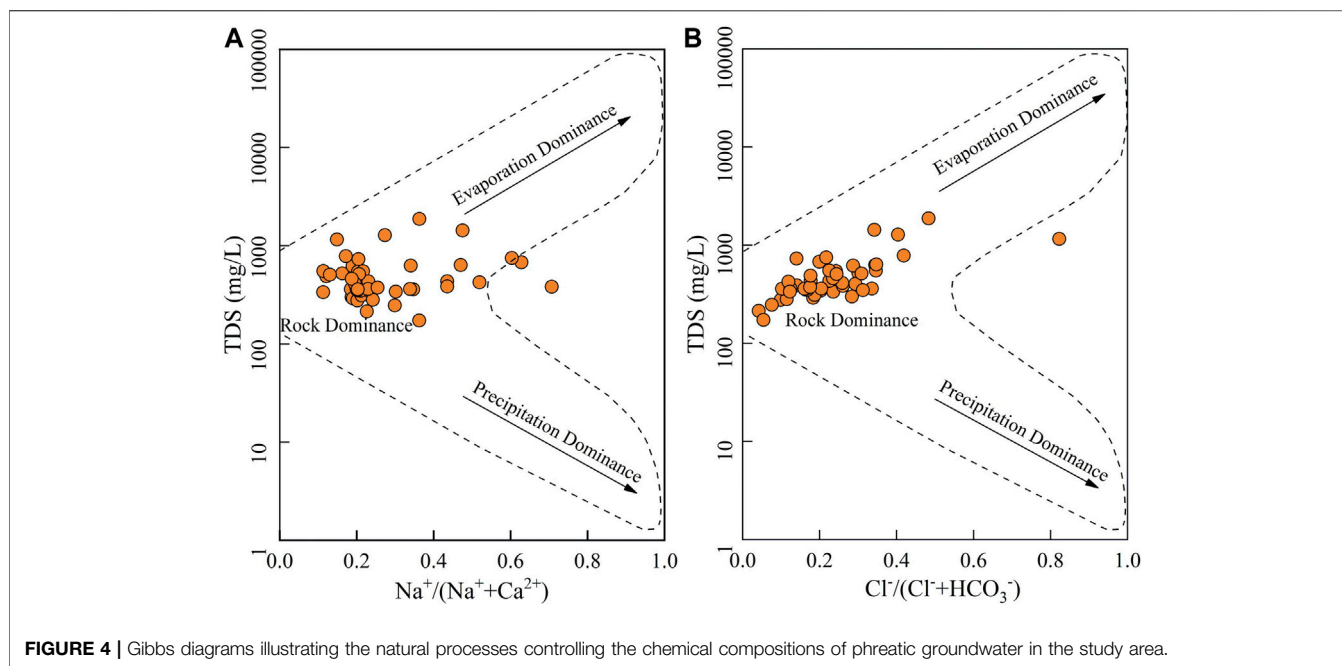 A
100000
10000
1000
100
10
1
TDS (mg/L)
Evaporation Dominance
Rock Dominance
Precipitation Dominance
0.0 0.2 0.4 0.6 0.8 1.0
Na⁺/(Na⁺+Ca²⁺)
B
100000
10000
1000
100
10
1
TDS (mg/L)
Evaporation Dominance
Rock Dominance
Precipitation Dominance
0.0 0.2 0.4 0.6 0.8 1.0
Cl⁻/(Cl⁻+HCO₃⁻)
FIGURE 4 | Gibbs diagrams illustrating the natural processes controlling the chemical compositions of phreatic groundwater in the study area.